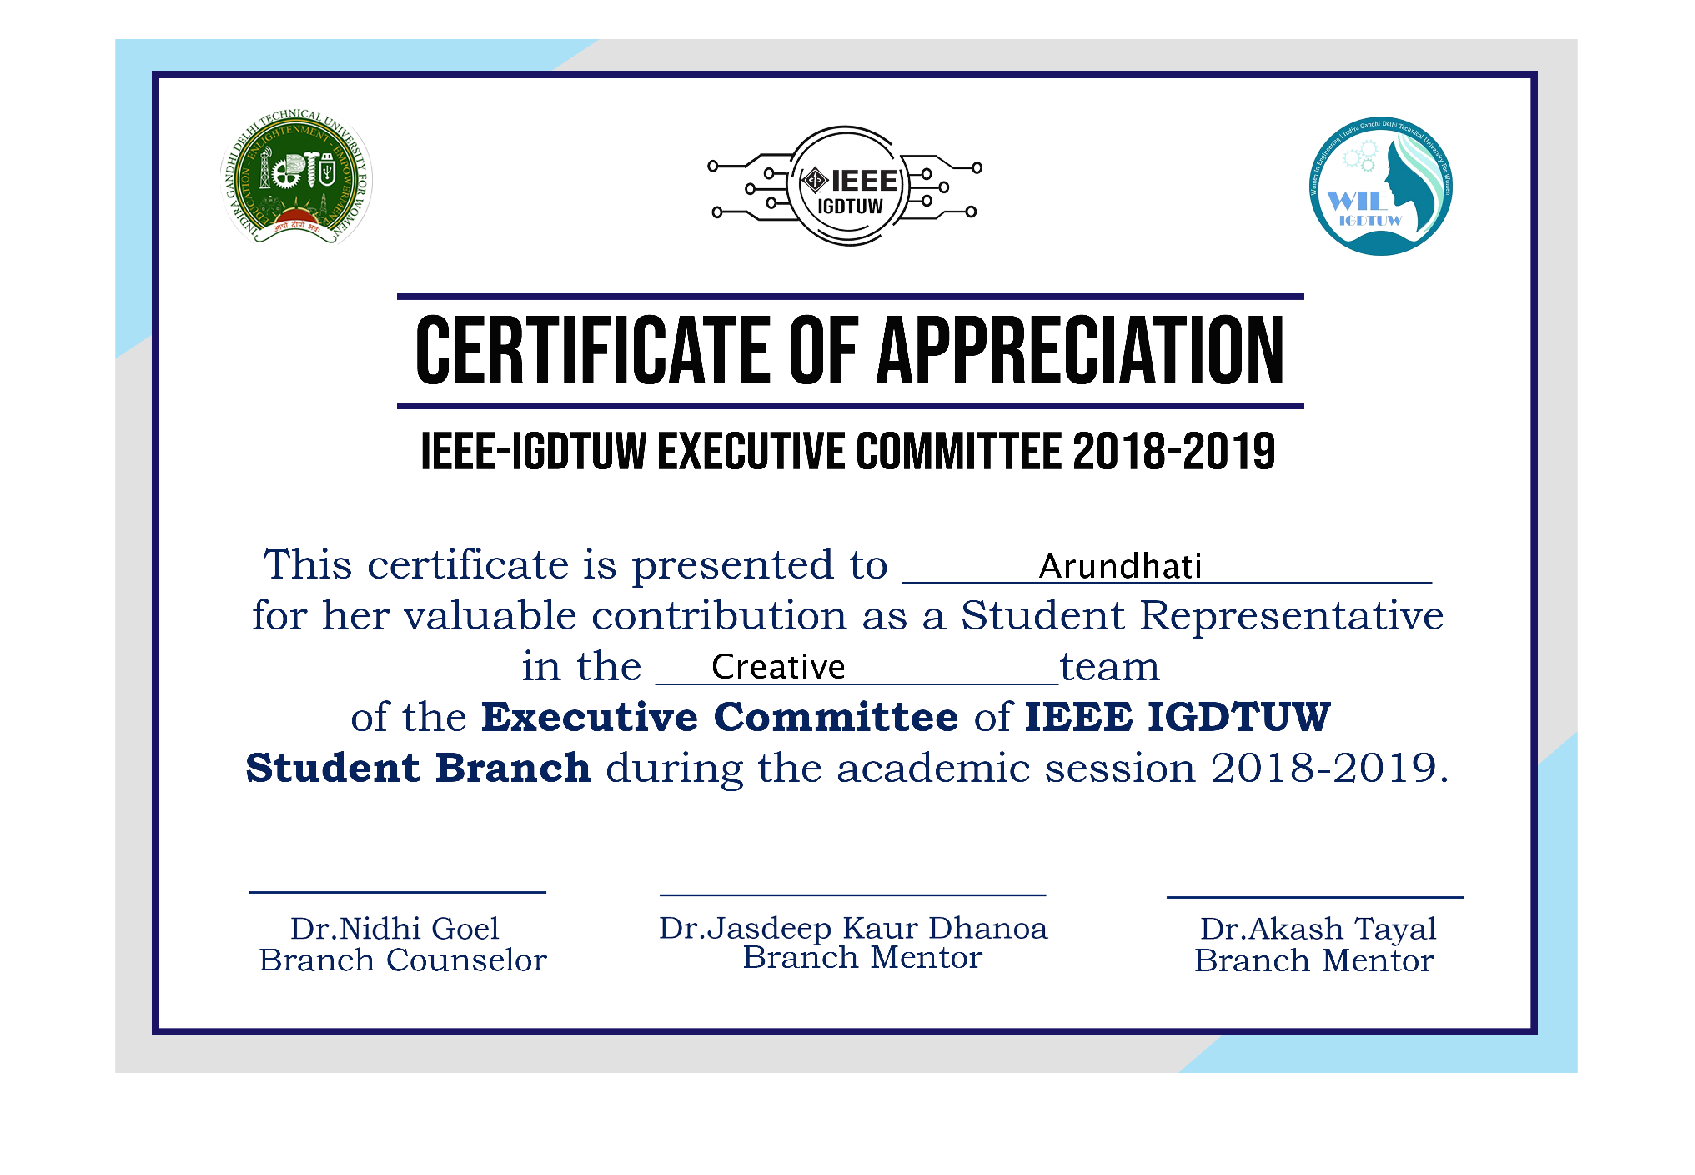 INDIRA GANDHI DELHI TECHNICAL UNIVERSITY FOR WOMEN
EDUCATION ENLIGHTENMENT EMPOWERMENT
IEEE
IGDTUW
WIL
IGDTUW
CERTIFICATE OF APPRECIATION
IEEE-IGDTUW EXECUTIVE COMMITTEE 2018-2019
This certificate is presented to Arundhati
for her valuable contribution as a Student Representative
in the Creative team
of the Executive Committee of IEEE IGDTUW
Student Branch during the academic session 2018-2019.
Dr.Nidhi Goel
Branch Counselor
Dr.Jasdeep Kaur Dhanoa
Branch Mentor
Dr.Akash Tayal
Branch Mentor